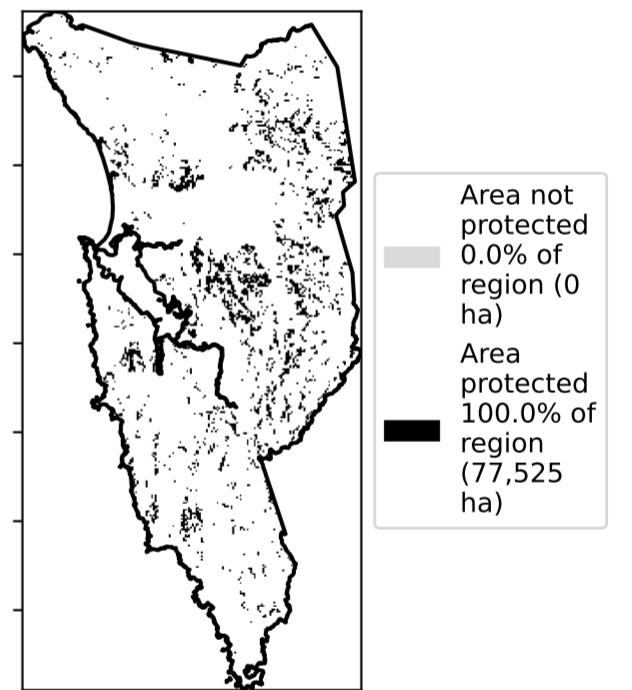 Area not
protected
0.0% of
region (0
ha)
Area
protected
100.0% of
region
(77,525
ha)